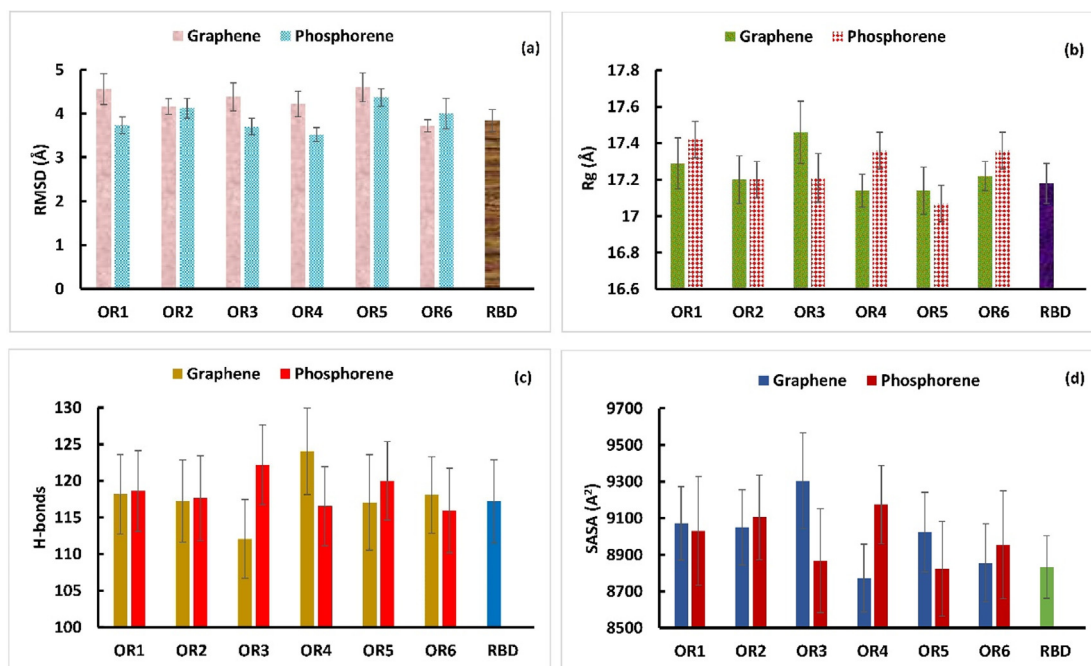 Graphene Phosphorene
(a)
5
4
3
2
1
0
RMSD (Å)
OR1 OR2 OR3 OR4 OR5 OR6 RBD
Graphene Phosphorene
(b)
17.8
17.6
17.4
17.2
17
16.8
16.6
Rg (Å)
OR1 OR2 OR3 OR4 OR5 OR6 RBD
Graphene Phosphorene
(c)
130
125
120
115
110
105
100
H-bonds
OR1 OR2 OR3 OR4 OR5 OR6 RBD
Graphene Phosphorene
(d)
9700
9500
9300
9100
8900
8700
8500
SASA (A²)
OR1 OR2 OR3 OR4 OR5 OR6 RBD